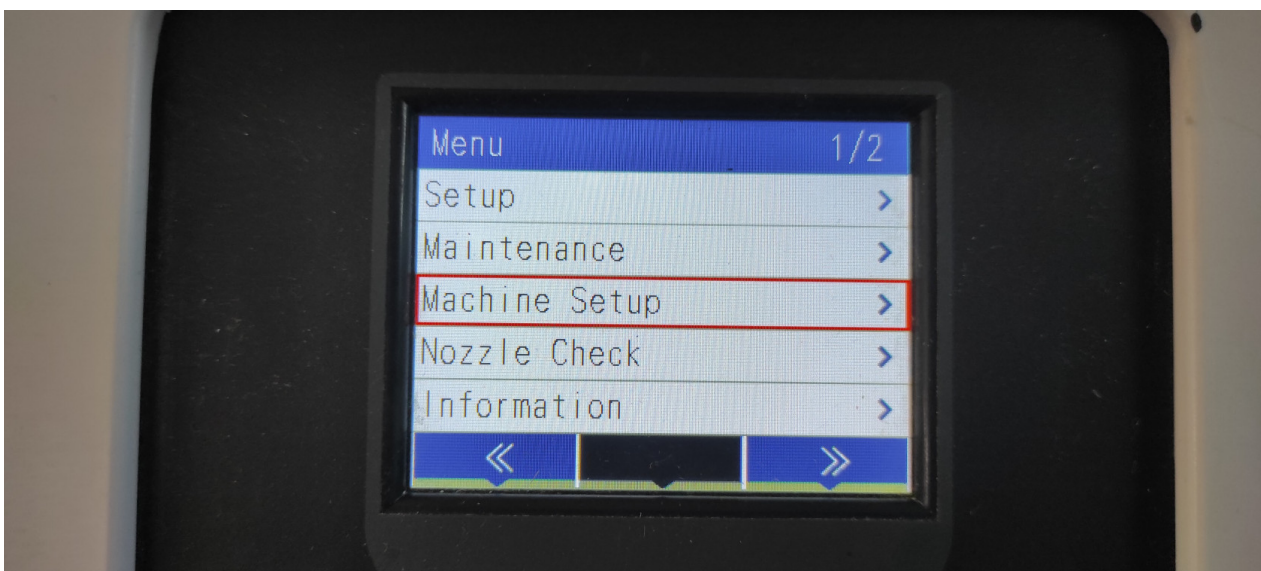 Menu 1/2
Setup
Maintenance
Machine Setup
Nozzle Check
Information